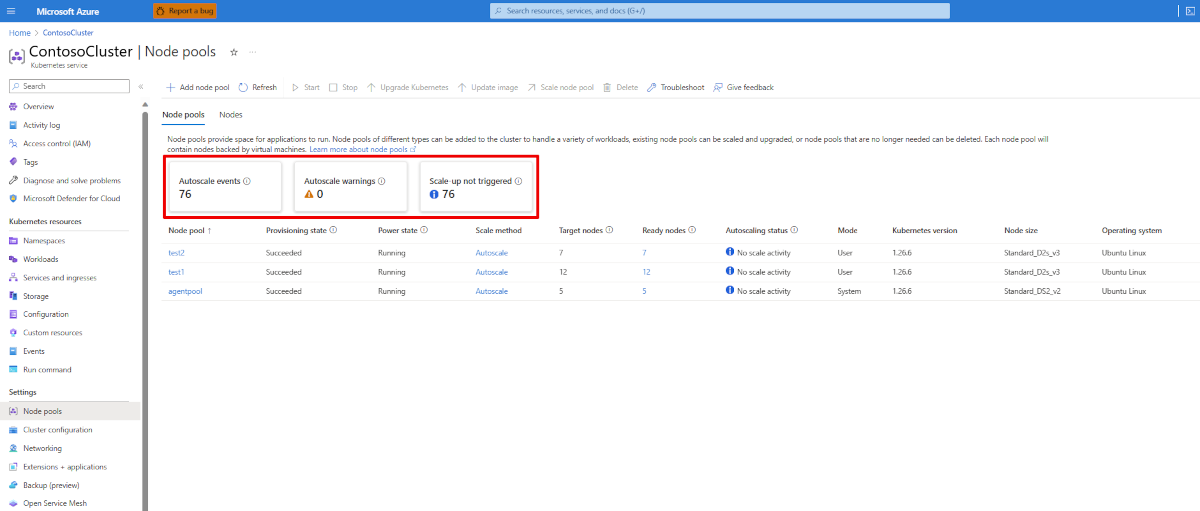 Microsoft Azure
Report a bug
Search resources, services, and docs (G+/)
Home > ContosoCluster
ContosoCluster | Node pools
Kubernetes service
Search
Overview
Activity log
Access control (IAM)
Tags
Diagnose and solve problems
Microsoft Defender for Cloud
Kubernetes resources
Namespaces
Workloads
Services and ingresses
Storage
Configuration
Custom resources
Events
Run command
Settings
Node pools
Cluster configuration
Networking
Extensions + applications
Backup (preview)
Open Service Mesh
Add node pool Refresh Start Stop Upgrade Kubernetes Update image Scale node pool Delete Troubleshoot Give feedback
Node pools Nodes
Node pools provide space for applications to run. Node pools of different types can be added to the cluster to handle a variety of workloads, existing node pools can be scaled and upgraded, or node pools that are no longer needed can be deleted. Each node pool will
contain nodes backed by virtual machines. Learn more about node pools
Autoscale events
76
Autoscale warnings
0
Scale-up not triggered
76
Node pool ↑ Provisioning state Power state Scale method Target nodes Ready nodes Autoscaling status Mode Kubernetes version Node size Operating system
test2 Succeeded Running Autoscale 7 7 No scale activity User 1.26.6 Standard_D2s_v3 Ubuntu Linux
test1 Succeeded Running Autoscale 12 12 No scale activity User 1.26.6 Standard_D2s_v3 Ubuntu Linux
agentpool Succeeded Running Autoscale 5 5 No scale activity System 1.26.6 Standard_DS2_v2 Ubuntu Linux